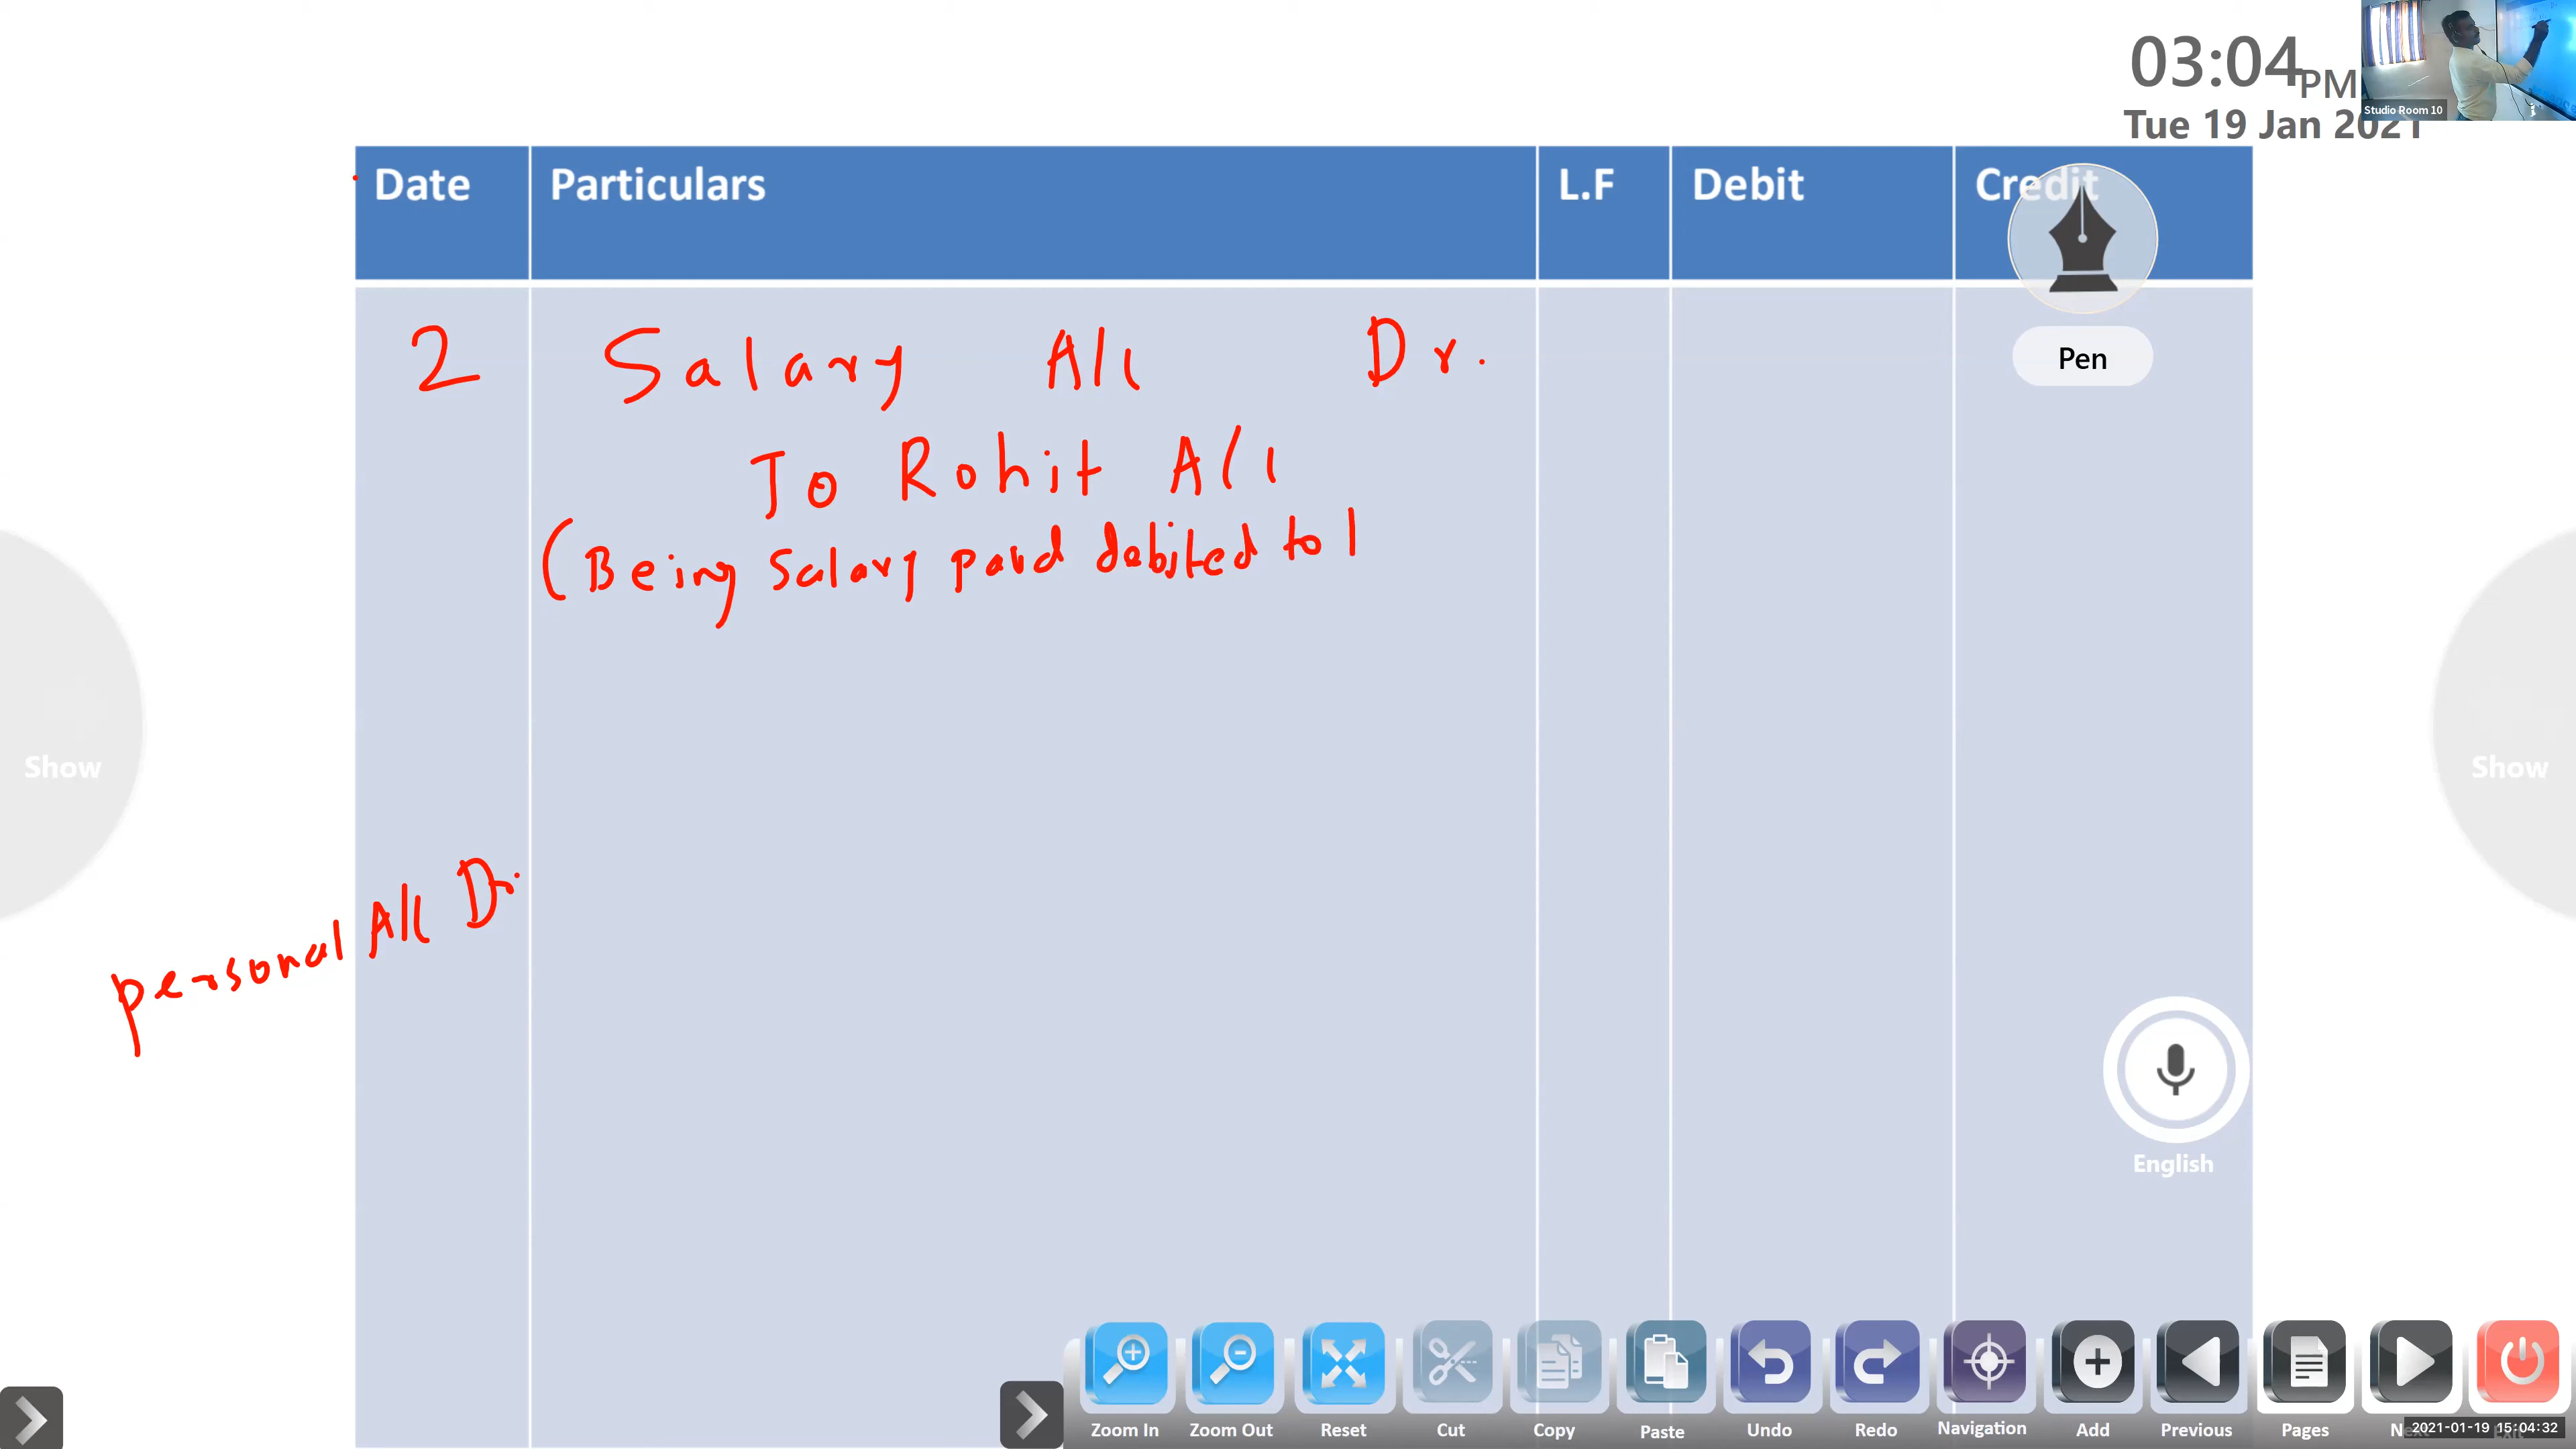 03:04 PM
Tue 19 Jan 2021
Studio Room 10
Date Particulars L.F Debit Credit
Pen
2 Salary A/c Dr.
To Rohit A/c
(Being Salary paid debited to
personal A/c Dr.
Show
Show
English
Zoom In Zoom Out Reset Cut Copy Paste Undo Redo Navigation Add Previous Pages
2021-01-19 15:04:32